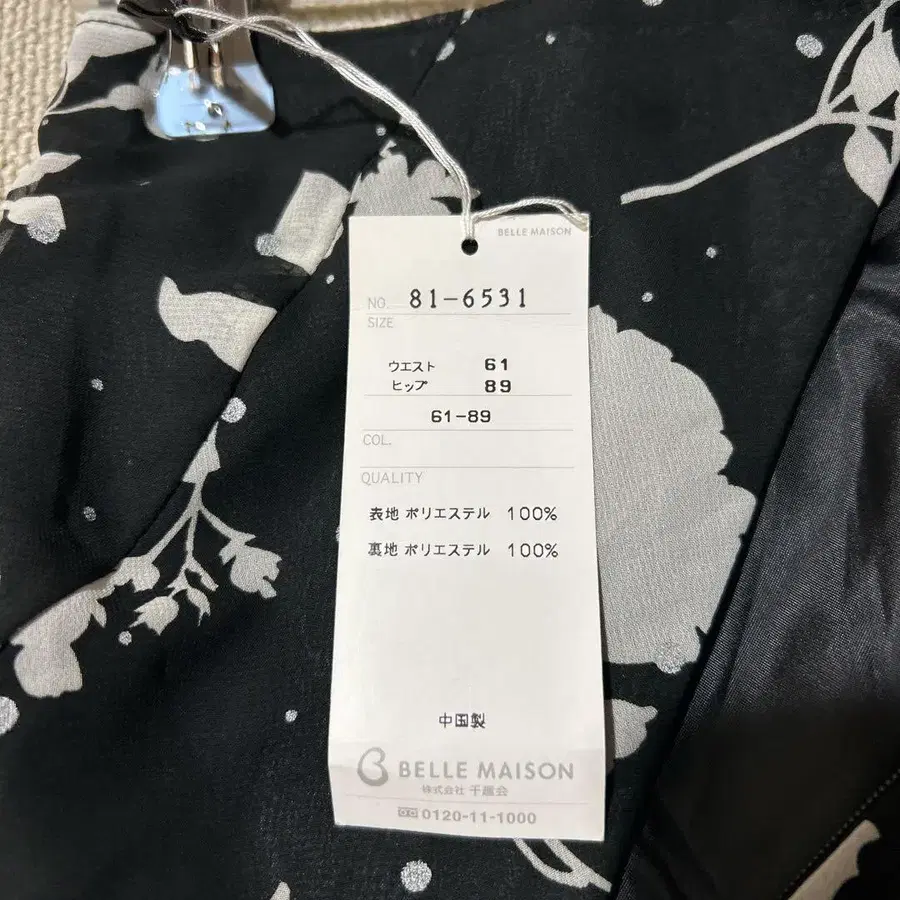 BELLE MAISON
NO. 81-6531
SIZE
ウエスト 61
ヒップ 89
61-89
COL.
QUALITY
表地 ポリエステル 100%
裏地 ポリエステル 100%
中国製
BELLE MAISON
株式会社 千趣会
0120-11-1000